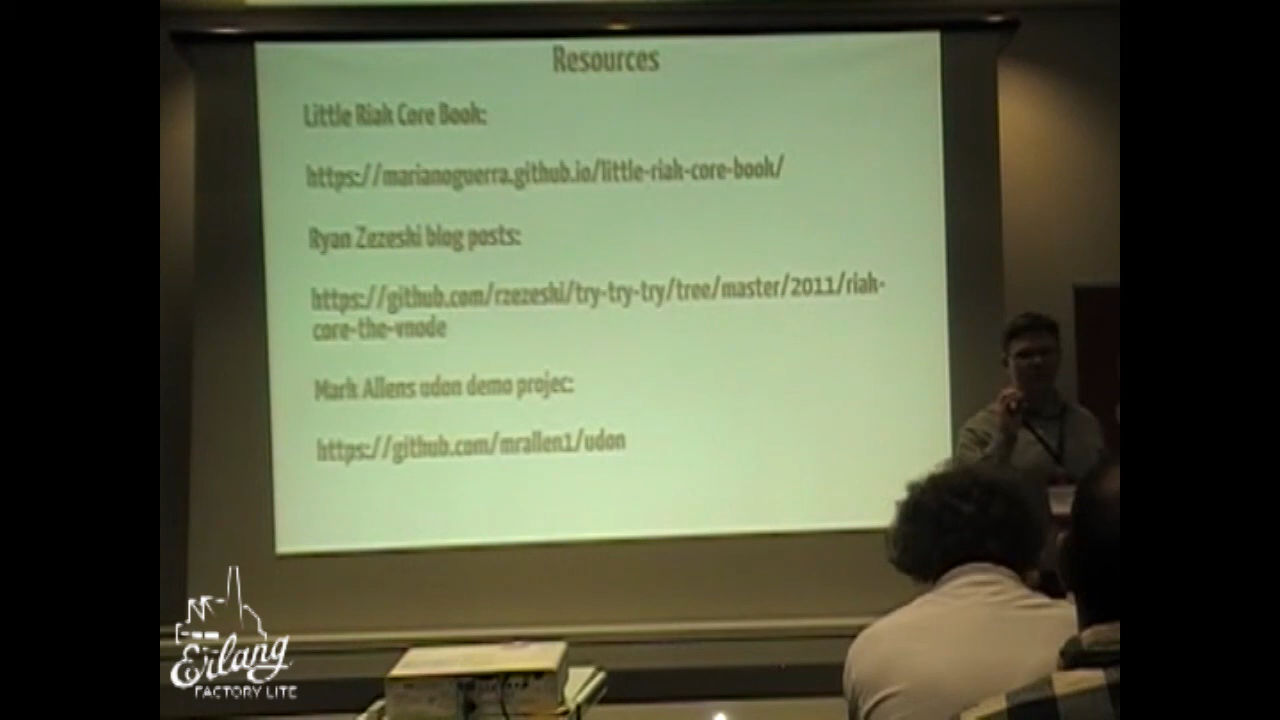 Resources
Little Riak Core Book:
https://marianoguerra.github.io/little-riak-core-book/
Ryan Zezeski blog posts:
https://github.com/rzezeski/try-try-try/tree/master/2011/riak-
core-the-vnode
Mark Allens udon demo projec:
https://github.com/mrallen1/udon
Erlang
FACTORY LITE